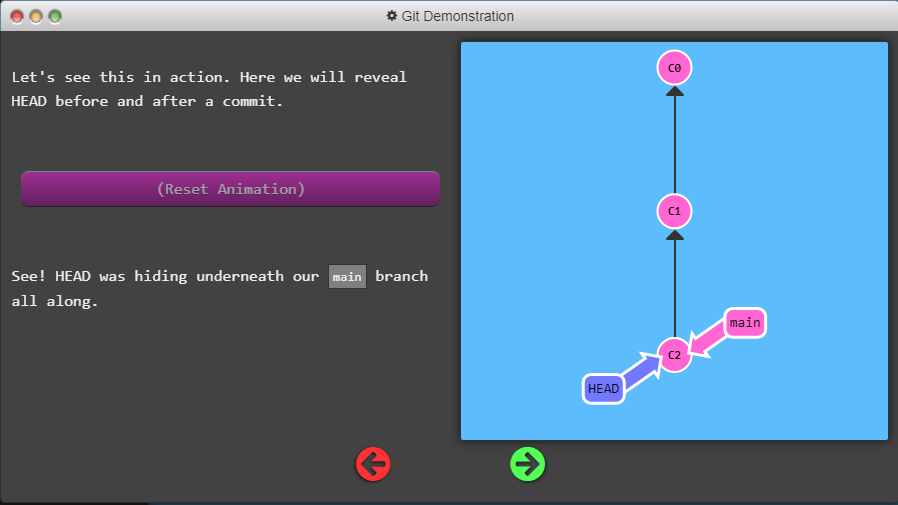 Git Demonstration
Let's see this in action. Here we will reveal
HEAD before and after a commit.
(Reset Animation)
See! HEAD was hiding underneath our main branch
all along.
C0
C1
main
C2
HEAD